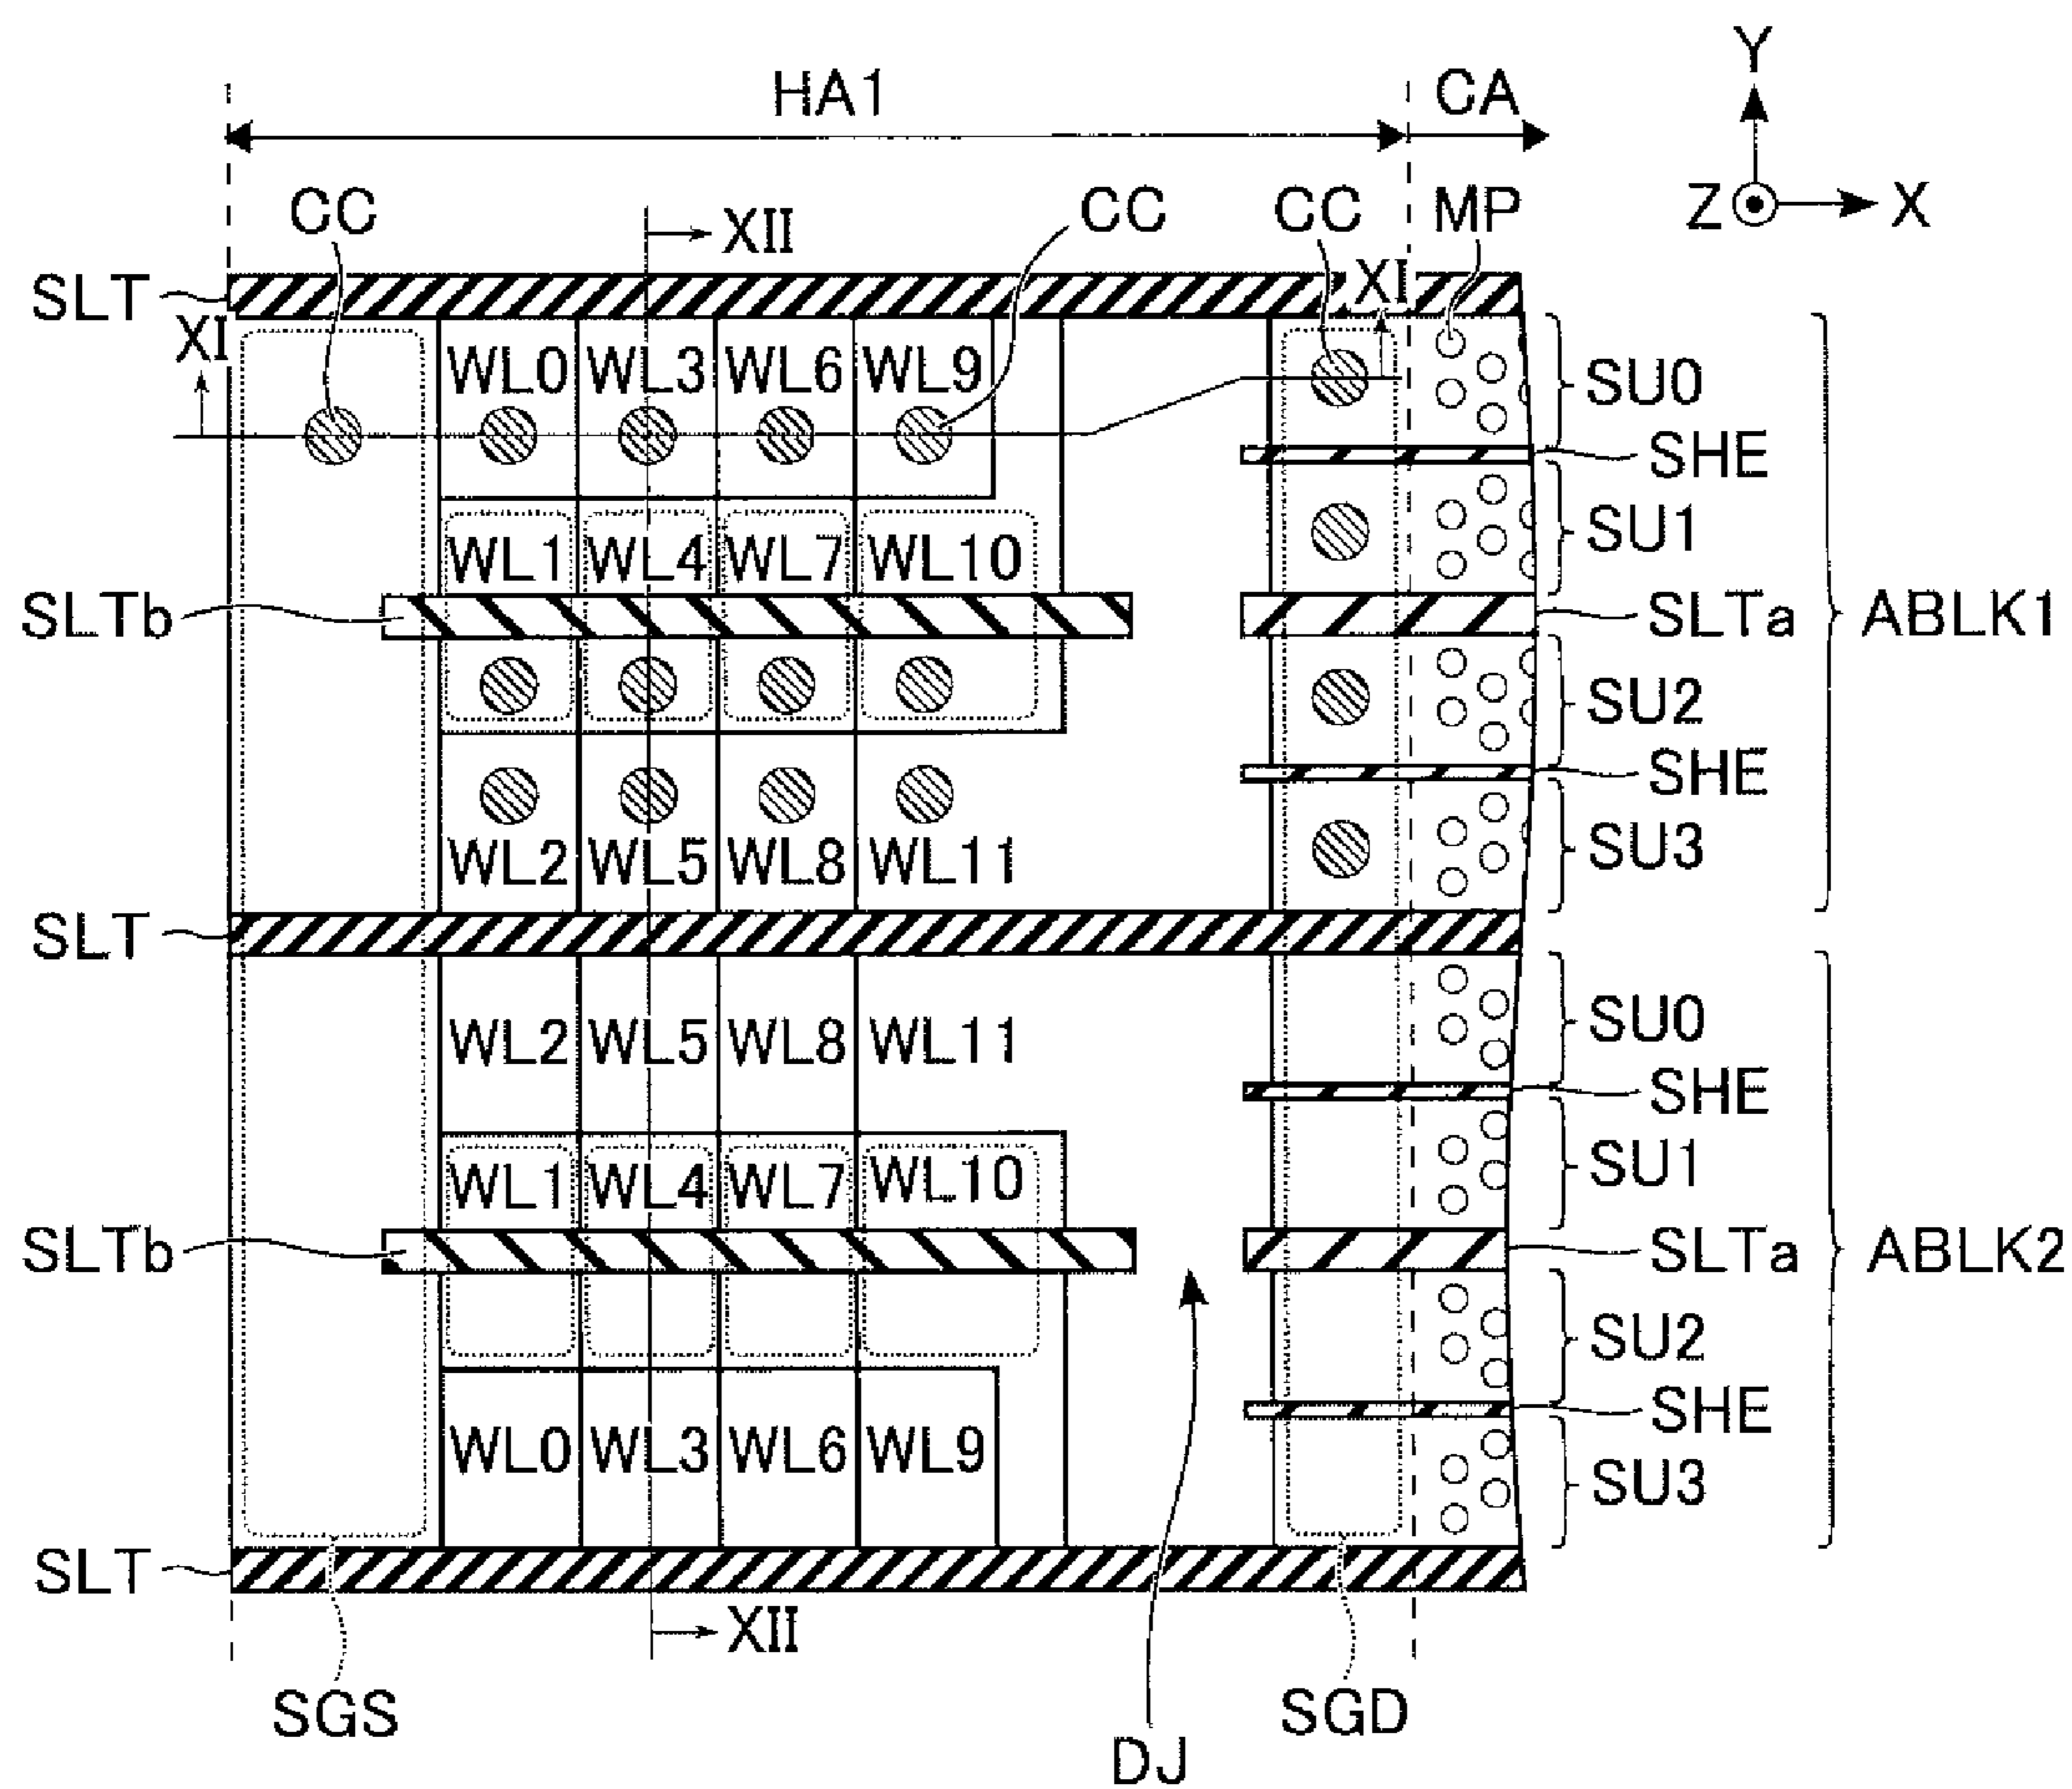 Y
HA1 CA
CC XII CC CC MP Z X
SLT XI
XI
WL0 WL3 WL6 WL9 SU0
SHE
WL1 WL4 WL7 WL10 SU1
SLTb SLTa ABLK1
SU2
SHE
WL2 WL5 WL8 WL11 SU3
SLT
WL2 WL5 WL8 WL11 SU0
SHE
WL1 WL4 WL7 WL10 SU1
SLTb SLTa ABLK2
SU2
SHE
WL0 WL3 WL6 WL9 SU3
SLT
XII
SGS SGD
DJ